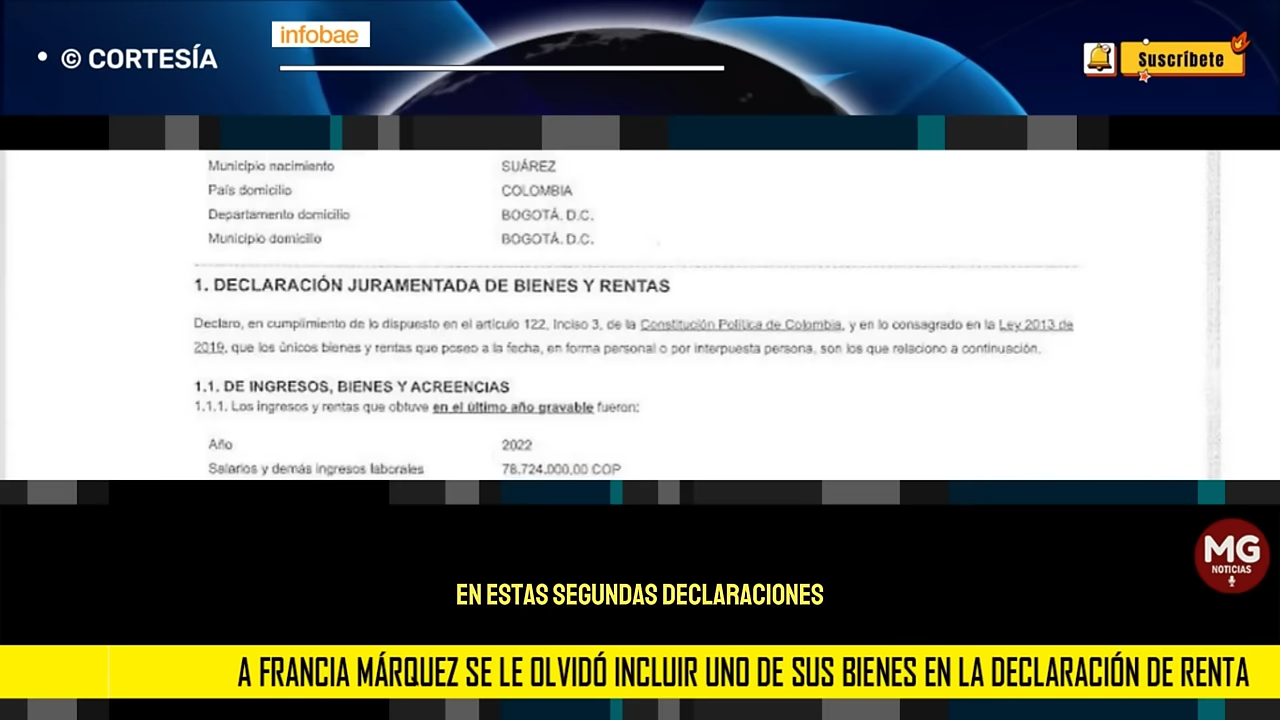 • © CORTESÍA
infobae
Suscríbete
Municipio nacimiento SUÁREZ
País domicilio COLOMBIA
Departamento domicilio BOGOTÁ. D.C.
Municipio domicilio BOGOTÁ. D.C.
1. DECLARACIÓN JURAMENTADA DE BIENES Y RENTAS
Declaro, en cumplimiento de lo dispuesto en el artículo 122, Inciso 3, de la Constitución Política de Colombia, y en lo consagrado en la Ley 2013 de
2019, que los únicos bienes y rentas que poseo a la fecha, en forma personal o por interpuesta persona, son los que relaciono a continuación.
1.1. DE INGRESOS, BIENES Y ACREENCIAS
1.1.1. Los ingresos y rentas que obtuve en el último año gravable fueron:
Año 2022
Salarios y demás ingresos laborales 78.724.000,00 COP
MG
NOTICIAS
EN ESTAS SEGUNDAS DECLARACIONES
A FRANCIA MÁRQUEZ SE LE OLVIDÓ INCLUIR UNO DE SUS BIENES EN LA DECLARACIÓN DE RENTA